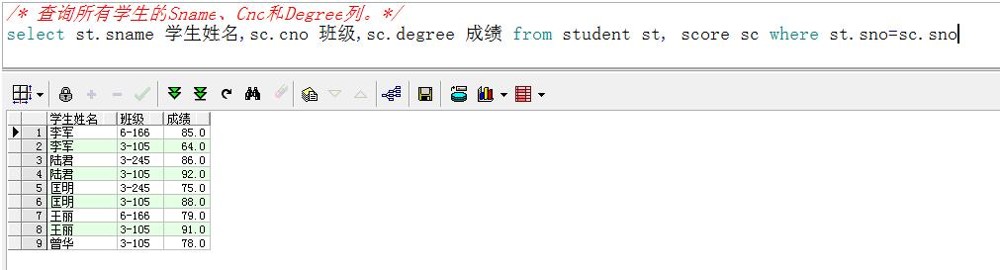 /* 查询所有学生的Sname、Cnc和Degree列。*/
select st.sname 学生姓名,sc.cno 班级,sc.degree 成绩 from student st, score sc where st.sno=sc.sno
学生姓名 班级 成绩
1 李军 6-166 85.0
2 李军 3-105 64.0
3 陆君 3-245 86.0
4 陆君 3-105 92.0
5 匡明 3-245 75.0
6 匡明 3-105 88.0
7 王丽 6-166 79.0
8 王丽 3-105 91.0
9 曾华 3-105 78.0